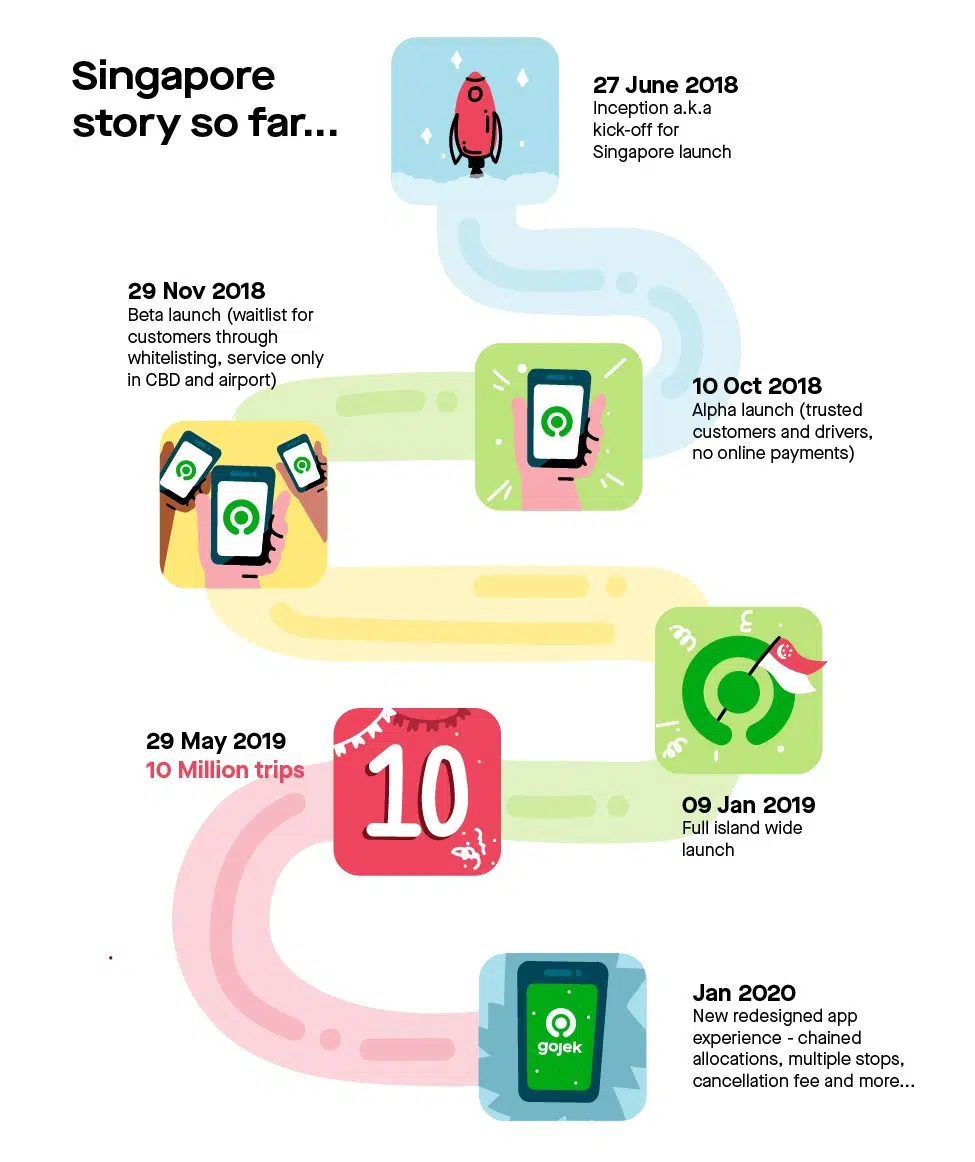 Singapore
story so far...
27 June 2018
Inception a.k.a
kick-off for
Singapore launch
10 Oct 2018
Alpha launch (trusted
customers and drivers,
no online payments)
29 Nov 2018
Beta launch (waitlist for
customers through
whitelisting, service only
in CBD and airport)
09 Jan 2019
Full island wide
launch
29 May 2019
10 Million trips
10
Jan 2020
New redesigned app
experience - chained
allocations, multiple stops,
cancellation fee and more...
gojek